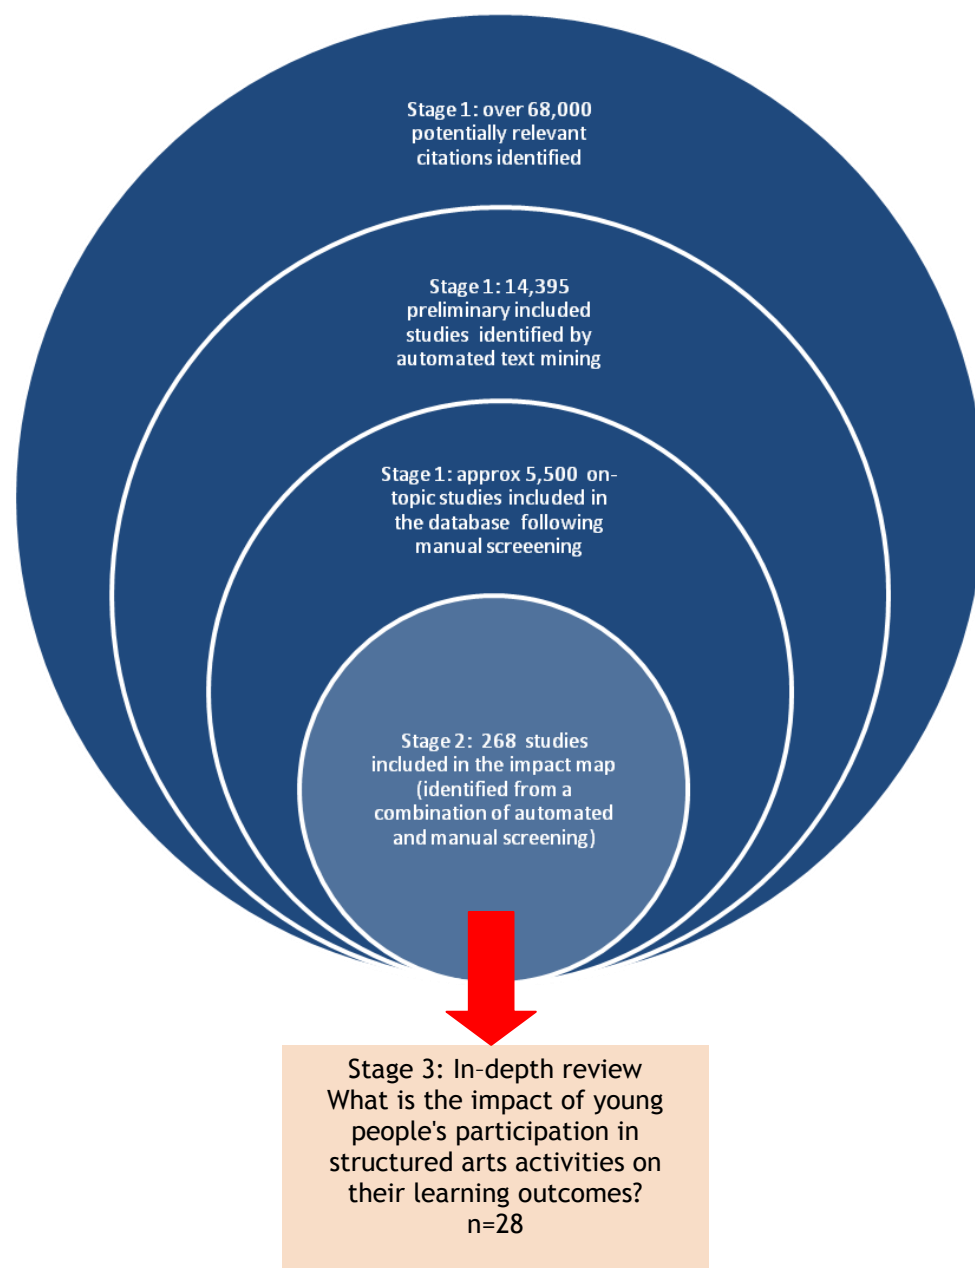 Stage 1: over 68,000
potentially relevant
citations identified
Stage 1: 14,395
preliminary included
studies identified by
automated text mining
Stage 1: approx 5,500 on-
topic studies included in
the database following
manual screeening
Stage 2: 268 studies
included in the impact map
(identified from a
combination of automated
and manual screening)
Stage 3: In-depth review
What is the impact of young
people's participation in
structured arts activities on
their learning outcomes?
n=28